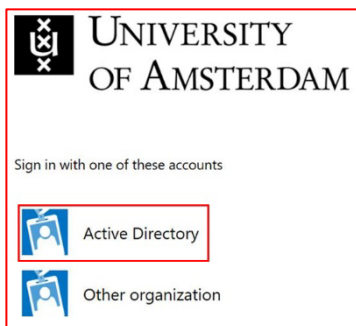 UNIVERSITY
OF AMSTERDAM
Sign in with one of these accounts
Active Directory
Other organization